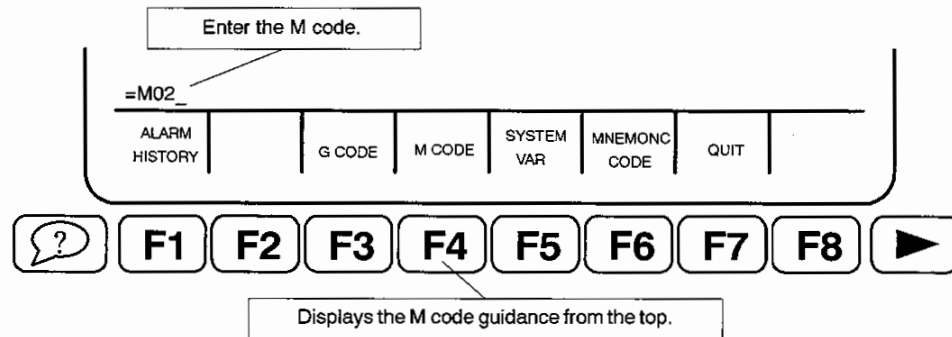 Enter the M code.
=M02_
ALARM HISTORY
G CODE
M CODE
SYSTEM VAR
MNEMONC CODE
QUIT
?
F1 F2 F3 F4 F5 F6 F7 F8
Displays the M code guidance from the top.